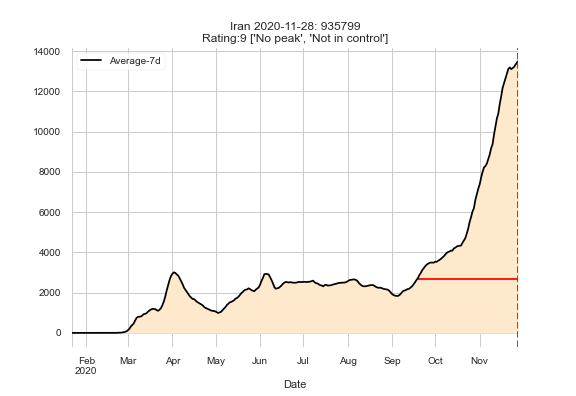 Iran 2020-11-28: 935799
Rating:9 ['No peak', 'Not in control']
14000
Average-7d
12000
10000
8000
6000
4000
2000
0
Feb Mar Apr May Jun Jul Aug Sep Oct Nov
2020
Date